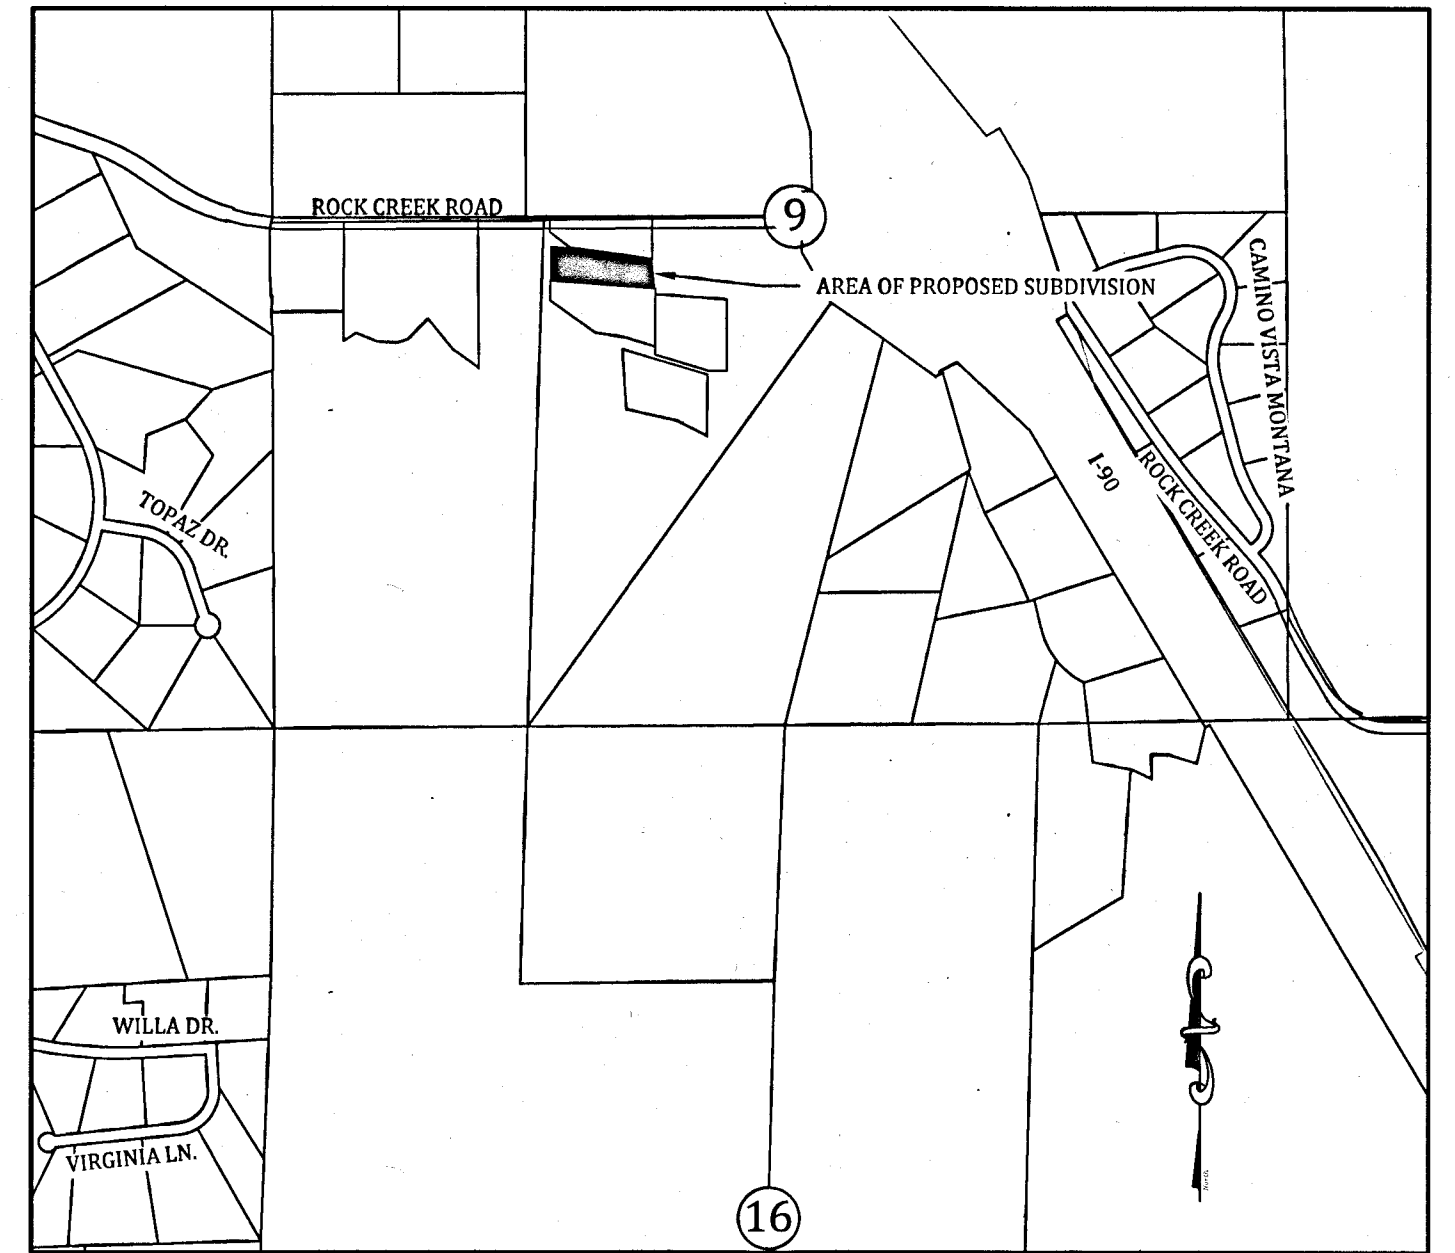 ROCK CREEK ROAD
9
AREA OF PROPOSED SUBDIVISION
CAMINO VISTA MONTANA
I-90
ROCK CREEK ROAD
TOPAZ DR.
WILLA DR.
VIRGINIA LN.
North
16